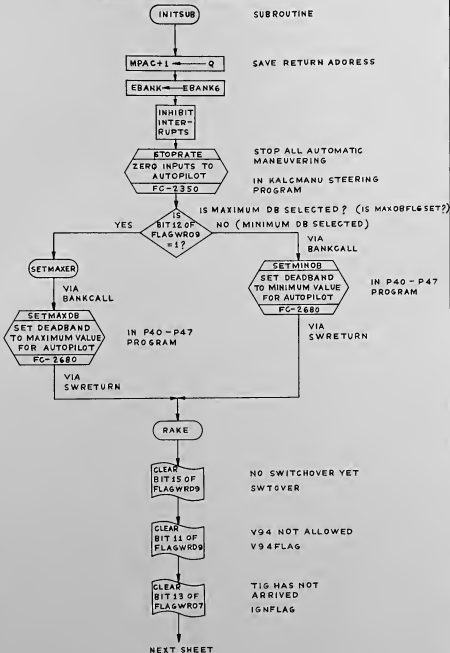 INITSUB
SUBROUTINE
MPAC+1 Q
SAVE RETURN ADDRESS
EBANK EBANK6
INHIBIT
INTER-
RUPTS
STOPRATE
ZERO INPUTS TO
AUTOPILOT
FC-2350
STOP ALL AUTOMATIC
MANEUVERING
IN KALCMANU STEERING
PROGRAM
IS
BIT 12 OF
FLAGWRD9
=1?
IS MAXIMUM DB SELECTED? (IS MAXDBFLG SET?)
YES
NO (MINIMUM DB SELECTED)
SETMAXER
VIA
BANKCALL
SETMAXDB
SET DEADBAND
TO MAXIMUM VALUE
FOR AUTOPILOT
FC-2680
IN P40-P47
PROGRAM
VIA
SWRETURN
VIA
BANKCALL
SETMINDB
SET DEADBAND
TO MINIMUM VALUE
FOR AUTOPILOT
FC-2680
IN P40-P47
PROGRAM
VIA
SWRETURN
RAKE
CLEAR
BIT 15 OF
FLAGWRD9
NO SWITCHOVER YET
SWTOVER
CLEAR
BIT 11 OF
FLAGWRD9
V94 NOT ALLOWED
V94FLAG
CLEAR
BIT 13 OF
FLAGWRD7
TIG HAS NOT
ARRIVED
IGNFLAG
NEXT SHEET